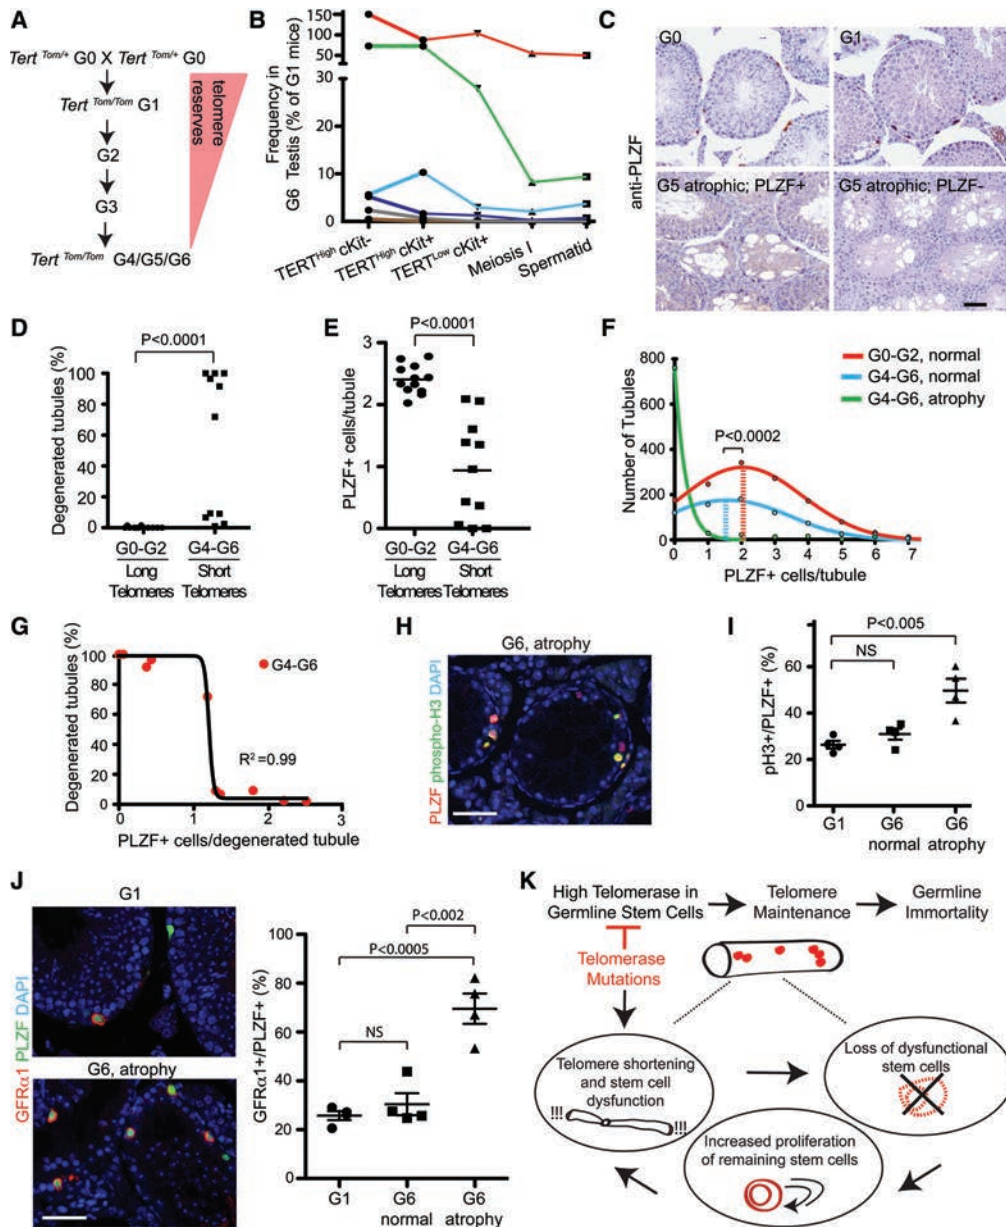 A
Tert Tom/+ G0 X Tert Tom/+ G0
Tert Tom/Tom G1
G2
G3
Tert Tom/Tom G4/G5/G6
telomere
reserves
B
Frequency in
G6 Testis (% of G1 mice)
150
100
50
30
20
10
0
TERTHigh cKit-
TERTHigh cKit+
TERTLow cKit+
Meiosis I
Spermatid
C
anti-PLZF
G0
G1
G5 atrophic; PLZF+
G5 atrophic; PLZF-
D
P<0.0001
Degenerated tubules (%)
100
80
60
40
20
0
G0-G2
Long
Telomeres
G4-G6
Short
Telomeres
E
P<0.0001
PLZF+ cells/tubule
3
2
1
0
G0-G2
Long
Telomeres
G4-G6
Short
Telomeres
F
G0-G2, normal
G4-G6, normal
G4-G6, atrophy
P<0.0002
Number of Tubules
800
600
400
200
0
0 1 2 3 4 5 6 7
PLZF+ cells/tubule
G
Degenerated tubules (%)
100
80
60
40
20
0
G4-G6
R2=0.99
0 1 2 3
PLZF+ cells/degenerated tubule
H
G6, atrophy
PLZF phospho-H3 DAPI
I
P<0.005
NS
pH3+/PLZF+ (%)
60
40
20
0
G1
G6
normal
G6
atrophy
J
G1
G6, atrophy
GFRα1 PLZF DAPI
P<0.002
P<0.0005
NS
GFRα1+/PLZF+ (%)
100
80
60
40
20
0
G1
G6
normal
G6
atrophy
K
High Telomerase in
Germline Stem Cells
Telomere
Maintenance
Germline
Immortality
Telomerase
Mutations
Telomere shortening
and stem cell
dysfunction
!!!
!!!
Loss of dysfunctional
stem cells
Increased proliferation
of remaining stem cells